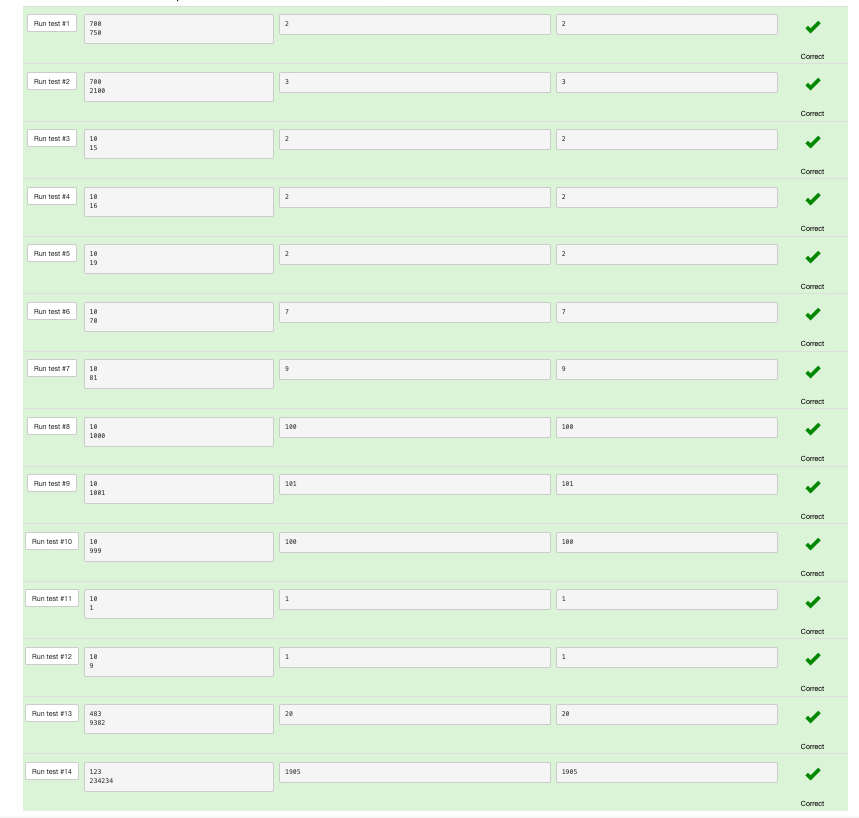 Run test #1 700 2 2
750
Correct
Run test #2 700 3 3
2100
Correct
Run test #3 10 2 2
15
Correct
Run test #4 10 2 2
16
Correct
Run test #5 10 2 2
19
Correct
Run test #6 10 7 7
70
Correct
Run test #7 10 9 9
81
Correct
Run test #8 10 100 100
1000
Correct
Run test #9 10 101 101
1001
Correct
Run test #10 10 100 100
999
Correct
Run test #11 10 1 1
1
Correct
Run test #12 10 1 1
9
Correct
Run test #13 483 20 20
9382
Correct
Run test #14 123 1905 1905
234234
Correct